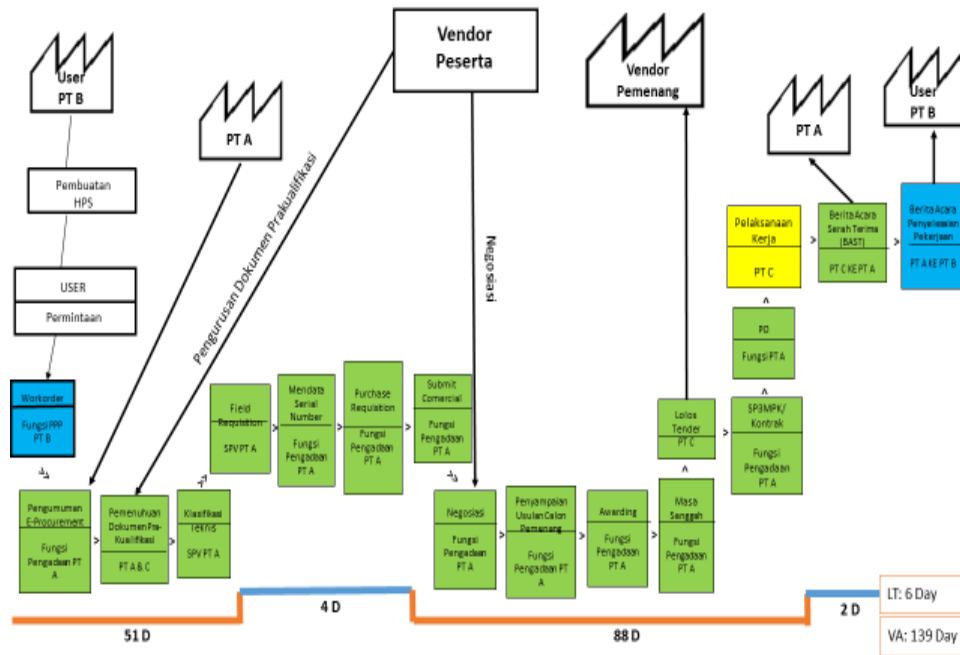 User
PT B
Pembuatan
HPS
USER
Permintaan
Workorder
Fungsi PPP
PT B
PT A
Vendor
Peserta
Pengurusan Dokumen Prakualifikasi
Negosiasi
Vendor
Pemenang
PT A
User
PT B
Pengumuman
E-Procurement
Fungsi
Pengadaan PT
A
Pemenuhan
Dokumen Pra-
Kualifikasi
PT A & C
Klasifikasi
Teknis
SPV PT A
Field
Requisition
SPV PT A
Mendata
Serial
Number
Fungsi
Pengadaan
PT A
Purchase
Requistion
Fungsi
Pengadaan
PT A
Submit
Comercial
Fungsi
Pengadaan
PT A
Negosiasi
Fungsi
Pengadaan
PT A
Penyampaian
Usulan Calon
Pemenang
Fungsi
Pengadaan PT
A
Awarding
Fungsi
Pengadaan
PT A
Masa
Sanggah
Fungsi
Pengadaan
PT A
Lolos
Tender
PT C
SP3MPK/
Kontrak
Fungsi
Pengadaan
PT A
PO
Fungsi PT A
Pelaksanaan
Kerja
PT C
Berita Acara
Serah Terima
(BAST)
PT C KE PT A
Berita Acara
Penyelesaian
Pekerjaan
PT A KE PT B
51 D
4 D
88 D
2 D
LT: 6 Day
VA: 139 Day